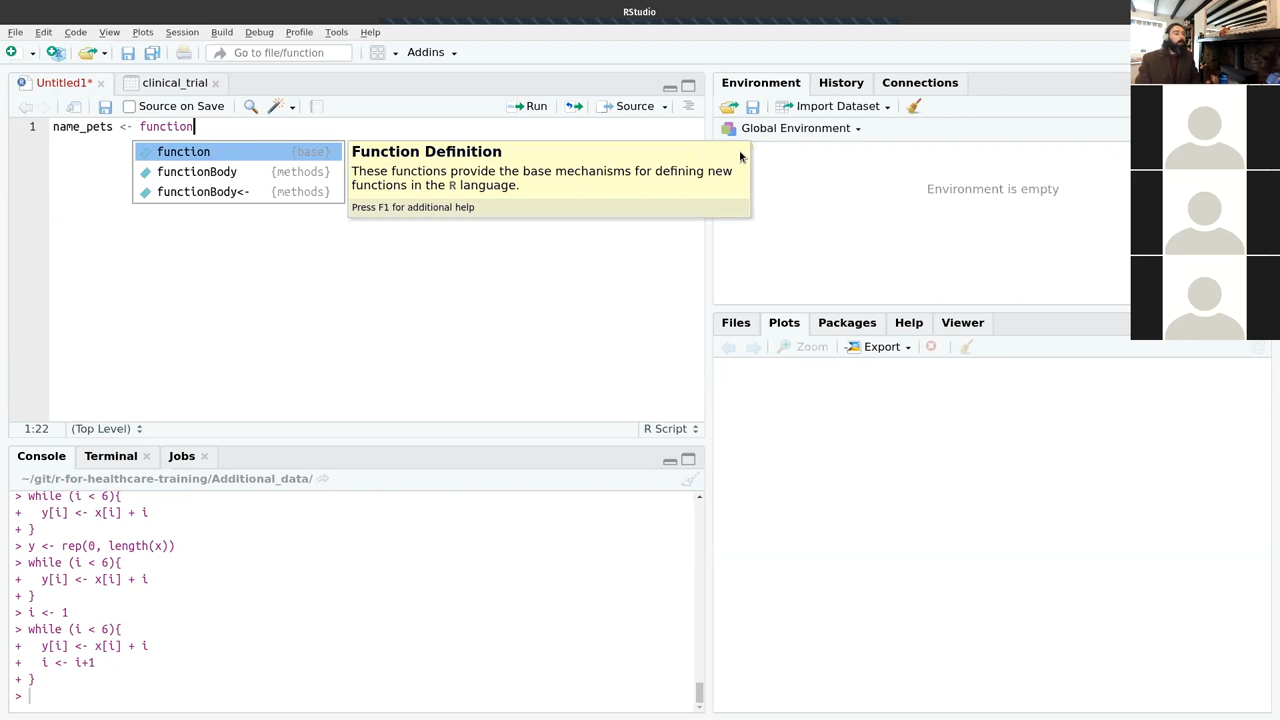 RStudio
File Edit Code View Plots Session Build Debug Profile Tools Help
Go to file/function Addins
Untitled1* clinical_trial
Source on Save Run Source
1 name_pets <- function
function {base}
functionBody {methods}
functionBody<- {methods}
Function Definition
These functions provide the base mechanisms for defining new
functions in the R language.
Press F1 for additional help
1:22 (Top Level) R Script
Console Terminal Jobs
~/git/r-for-healthcare-training/Additional_data/
> while (i < 6){
+   y[i] <- x[i] + i
+ }
> y <- rep(0, length(x))
> while (i < 6){
+   y[i] <- x[i] + i
+ }
> i <- 1
> while (i < 6){
+   y[i] <- x[i] + i
+   i <- i+1
+ }
>
Environment History Connections
Import Dataset
Global Environment
Environment is empty
Files Plots Packages Help Viewer
Zoom Export